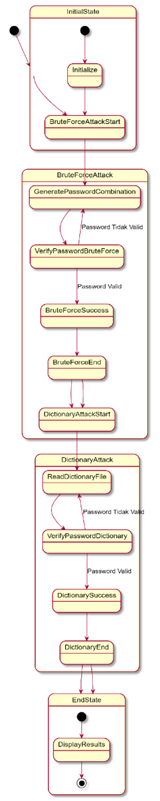 InitialState
Initialize
BruteForceAttackStart
BruteForceAttack
GeneratePasswordCombination
Password Tidak Valid
VerifyPasswordBruteForce
Password Valid
BruteForceSuccess
BruteForceEnd
DictionaryAttackStart
DictionaryAttack
ReadDictionaryFile
Password Tidak Valid
VerifyPasswordDictionary
Password Valid
DictionarySuccess
DictionaryEnd
EndState
DisplayResults